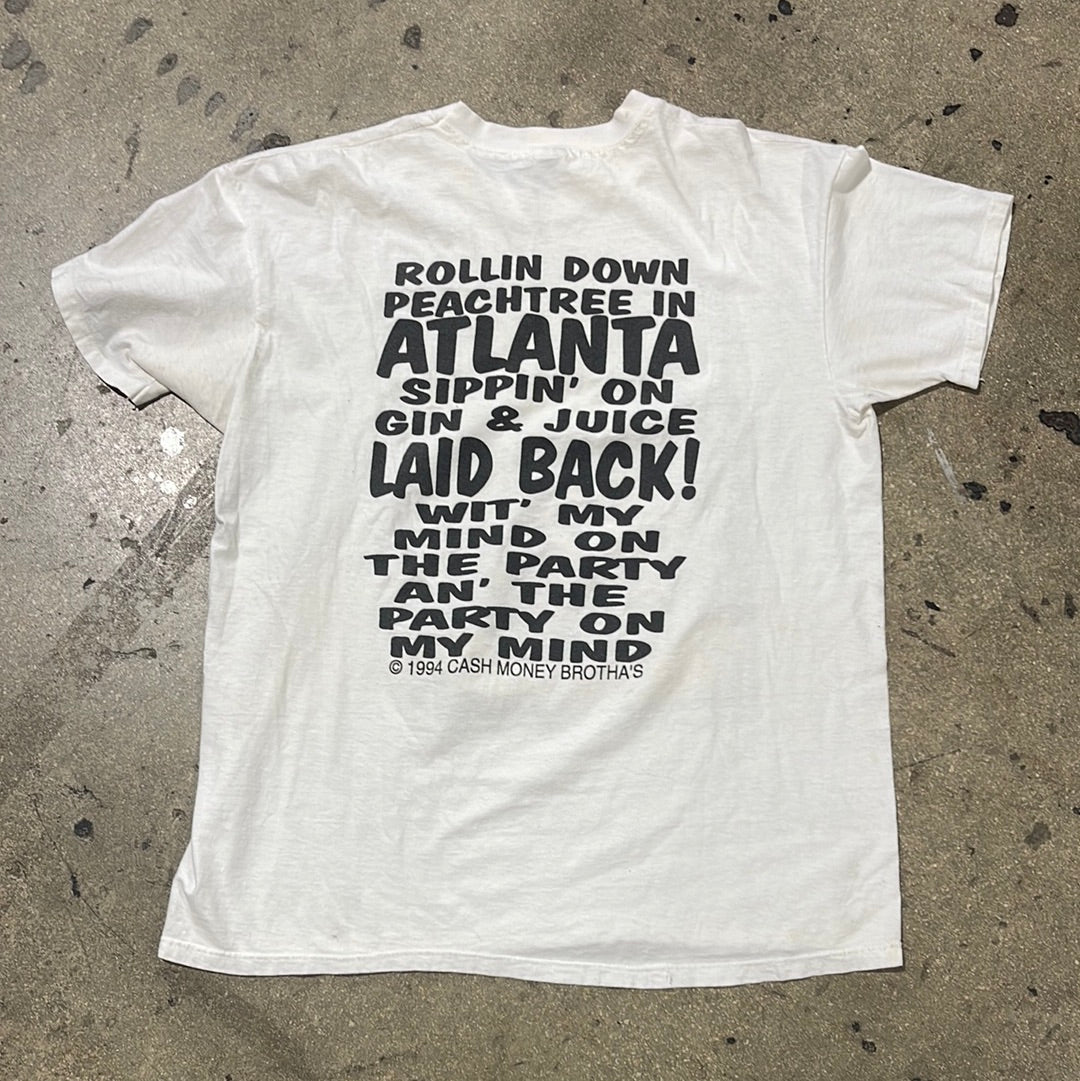 ROLLIN DOWN
PEACHTREE IN
ATLANTA
SIPPIN' ON
GIN & JUICE
LAID BACK!
WIT' MY
MIND ON
THE PARTY
AN' THE
PARTY ON
MY MIND
© 1994 CASH MONEY BROTHA'S